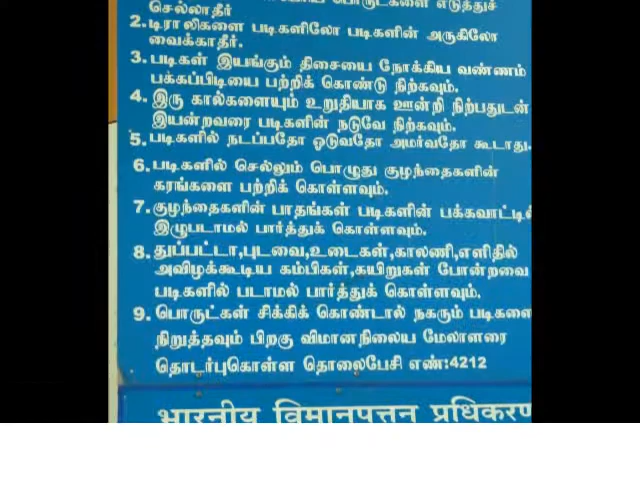 பொருட்களை எடுத்துச்
செல்லாதீர்
2. டிராலிகளை படிகளிலோ படிகளின் அருகிலோ
வைக்காதீர்.
3. படிகள் இயங்கும் திசையை நோக்கிய வண்ணம்
பக்கப்பிடியை பற்றிக் கொண்டு நிற்கவும்.
4. இரு கால்களையும் உறுதியாக ஊன்றி நிற்பதுடன்
இயன்றவரை படிகளின் நடுவே நிற்கவும்.
5. படிகளில் நடப்பதோ ஓடுவதோ அமர்வதோ கூடாது.
6. படிகளில் செல்லும் பொழுது குழந்தைகளின்
கரங்களை பற்றிக் கொள்ளவும்.
7. குழந்தைகளின் பாதங்கள் படிகளின் பக்கவாட்டில்
இழுபடாமல் பார்த்துக் கொள்ளவும்.
8. துப்பட்டா,புடவை,உடைகள்,காலணி,எளிதில்
அவிழக்கூடிய கம்பிகள்,கயிறுகள் போன்றவை
படிகளில் படாமல் பார்த்துக் கொள்ளவும்.
9. பொருட்கள் சிக்கிக் கொண்டால் நகரும் படிகளை
நிறுத்தவும் பிறகு விமானநிலைய மேலாளரை
தொடர்புகொள்ள தொலைபேசி எண்:4212
भारतीय विमानपत्तन प्राधिकरण